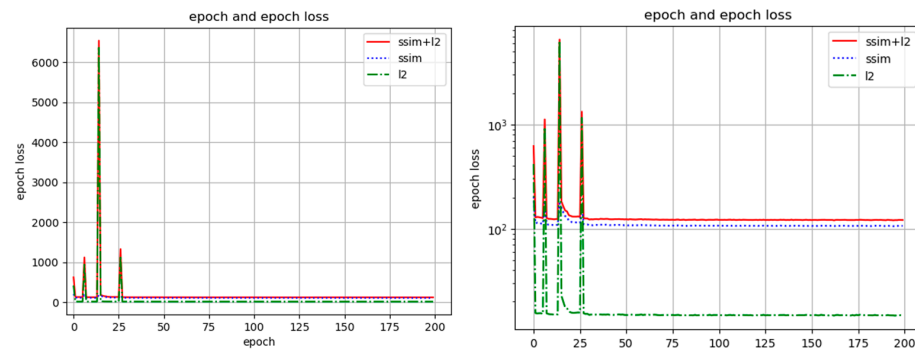 epoch and epoch loss
ssim+l2
ssim
l2
6000
5000
4000
3000
2000
1000
0
epoch loss
0
25
50
75
100
125
150
175
200
epoch
epoch and epoch loss
ssim+l2
ssim
l2
10³
10²
epoch loss
0
25
50
75
100
125
150
175
200